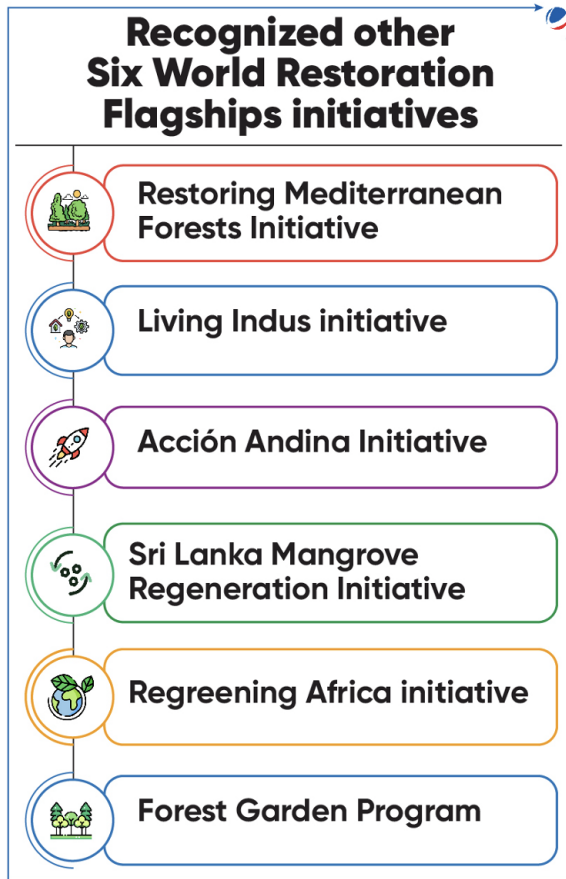 Recognized other
Six World Restoration
Flagships initiatives
Restoring Mediterranean
Forests Initiative
Living Indus initiative
Acción Andina Initiative
Sri Lanka Mangrove
Regeneration Initiative
Regreening Africa initiative
Forest Garden Program